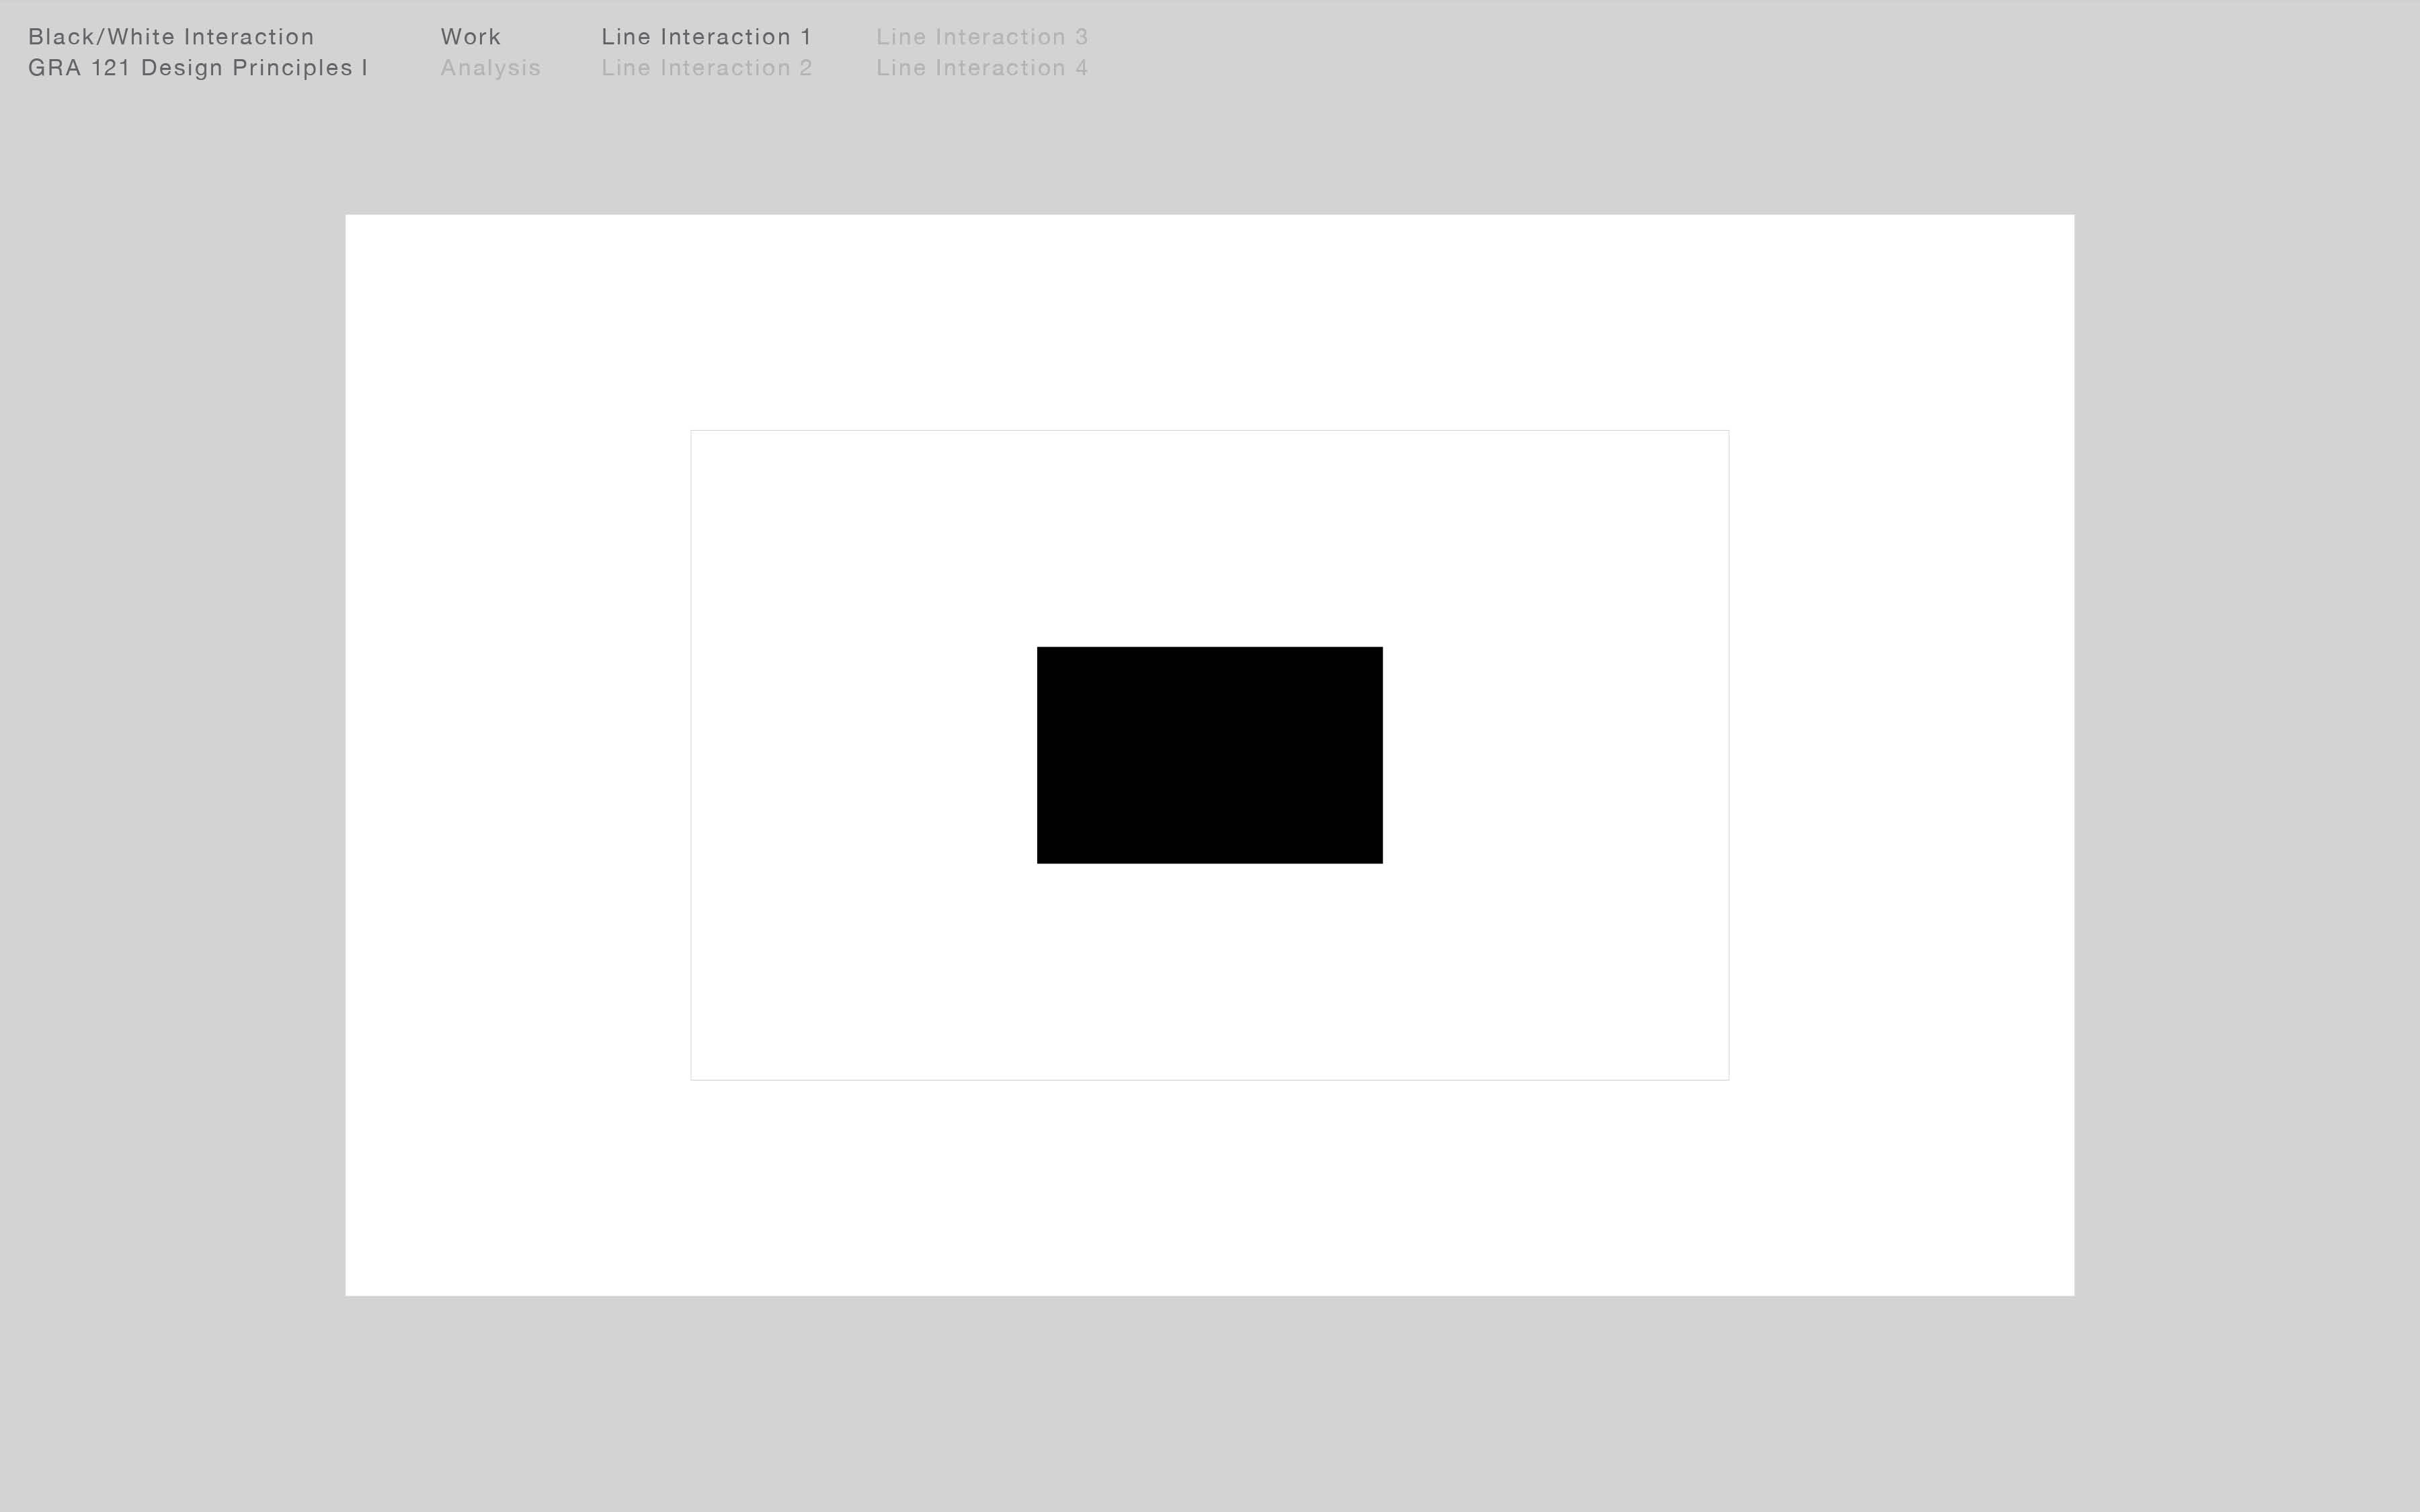 Black/White Interaction
GRA 121 Design Principles I
Work
Analysis
Line Interaction 1
Line Interaction 2
Line Interaction 3
Line Interaction 4